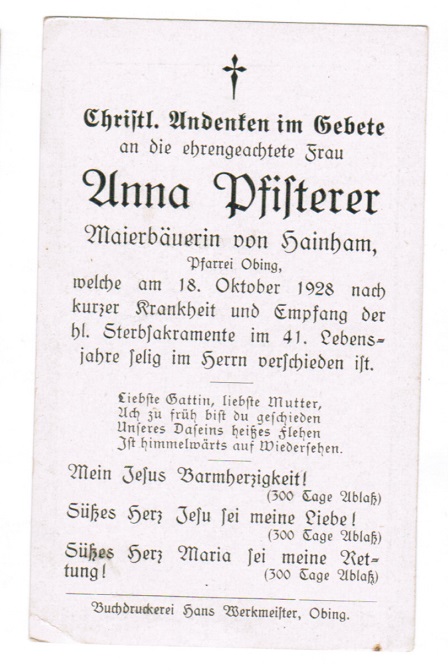 Christl. Andenken im Gebete
an die ehrengeachtete Frau
Anna Pfisterer
Maierbäuerin von Hainham,
Pfarrei Obing,
welche am 18. Oktober 1928 nach
kurzer Krankheit und Empfang der
hl. Sterbsakramente im 41. Lebens-
jahre selig im Herrn verschieden ist.
Liebste Gattin, liebste Mutter,
Ach zu früh bist du geschieden
Unseres Daseins heißes Flehen
Ist himmelwärts auf Wiedersehen.
Mein Jesus Barmherzigkeit!
(300 Tage Ablaß)
Süßes Herz Jesu sei meine Liebe!
(300 Tage Ablaß)
Süßes Herz Maria sei meine Ret-
tung! (300 Tage Ablaß)
Buchdruckerei Hans Werkmeister, Obing.